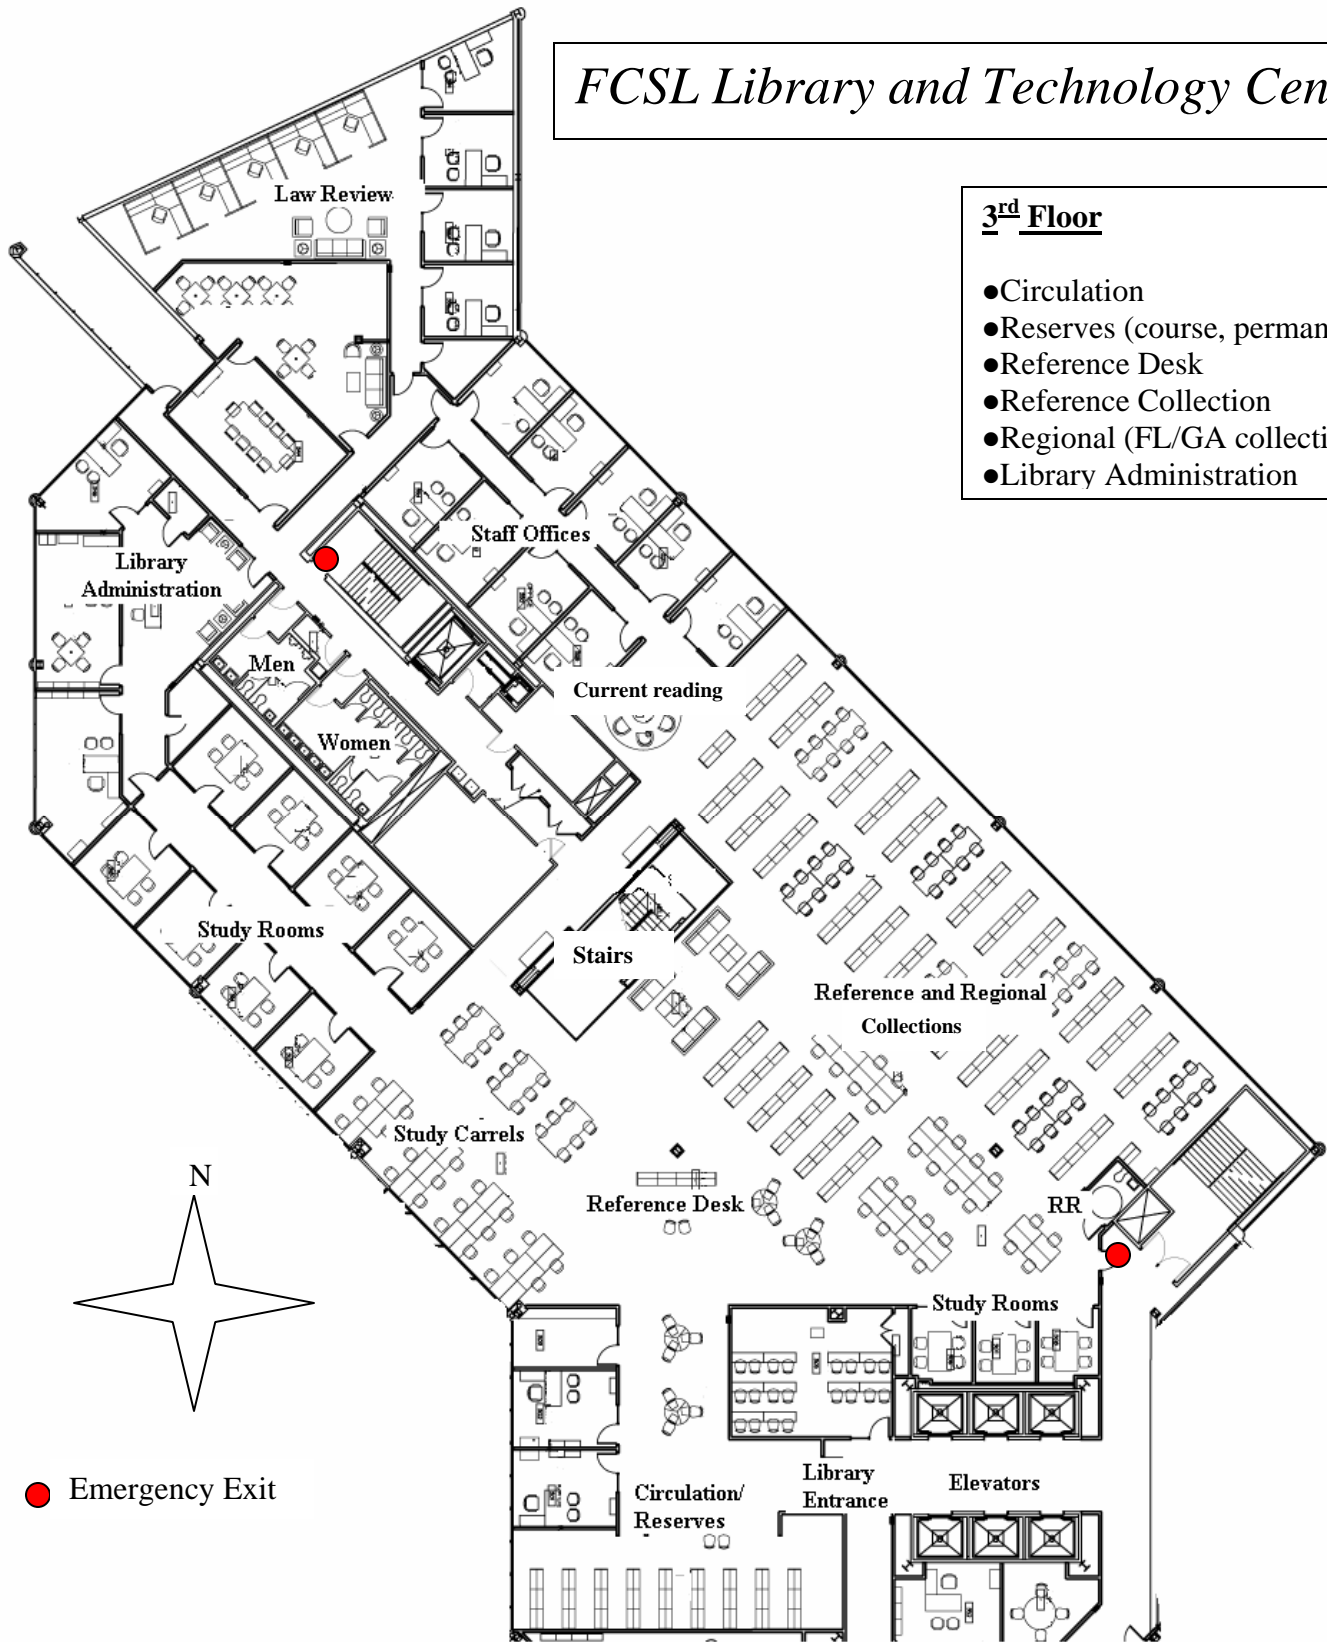 FCSL Library and Technology Cen
3rd Floor
●Circulation
●Reserves (course, perman
●Reference Desk
●Reference Collection
●Regional (FL/GA collecti
●Library Administration
Law Review
Staff Offices
Library
Administration
Men
Current reading
Women
Study Rooms
Stairs
Reference and Regional
Collections
Study Carrels
N
Reference Desk
RR
Study Rooms
Library
Entrance
Elevators
Circulation/
Reserves
Emergency Exit